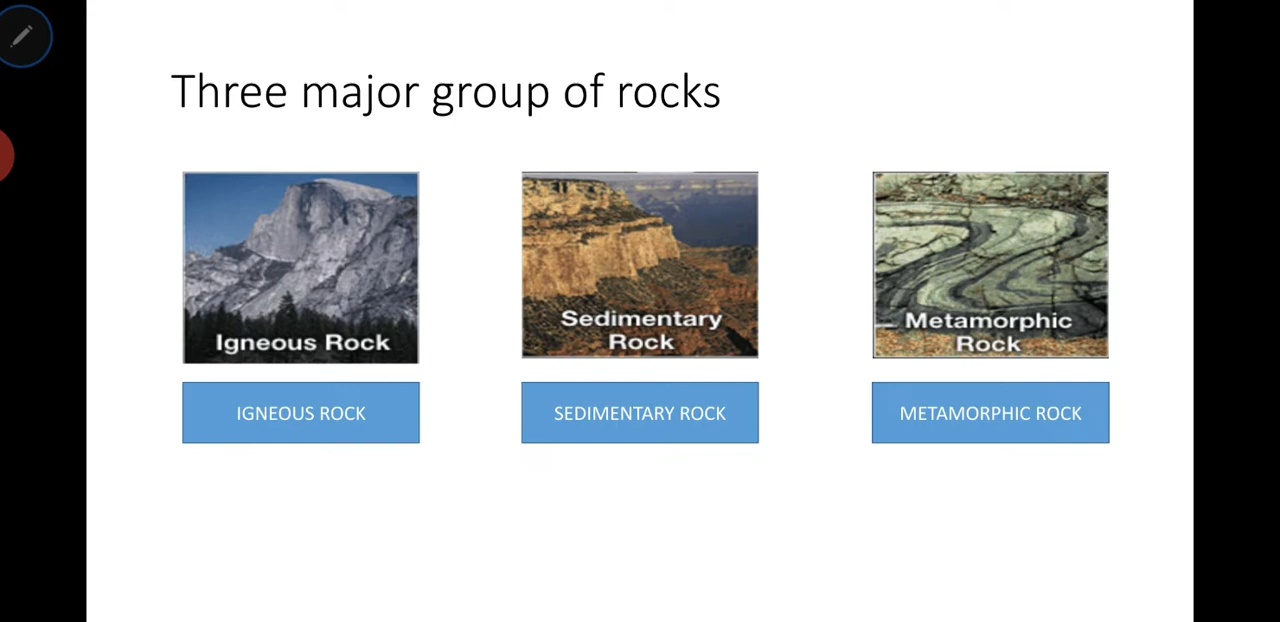 Three major group of rocks
Igneous Rock
Sedimentary
Rock
Metamorphic
Rock
IGNEOUS ROCK
SEDIMENTARY ROCK
METAMORPHIC ROCK